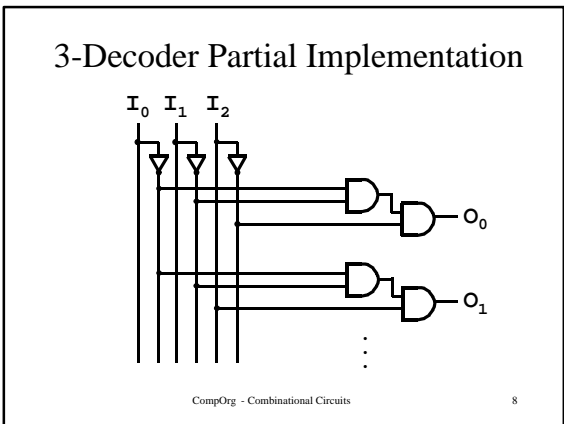 3-Decoder Partial Implementation
I₀ I₁ I₂
O₀
O₁
CompOrg - Combinational Circuits 8